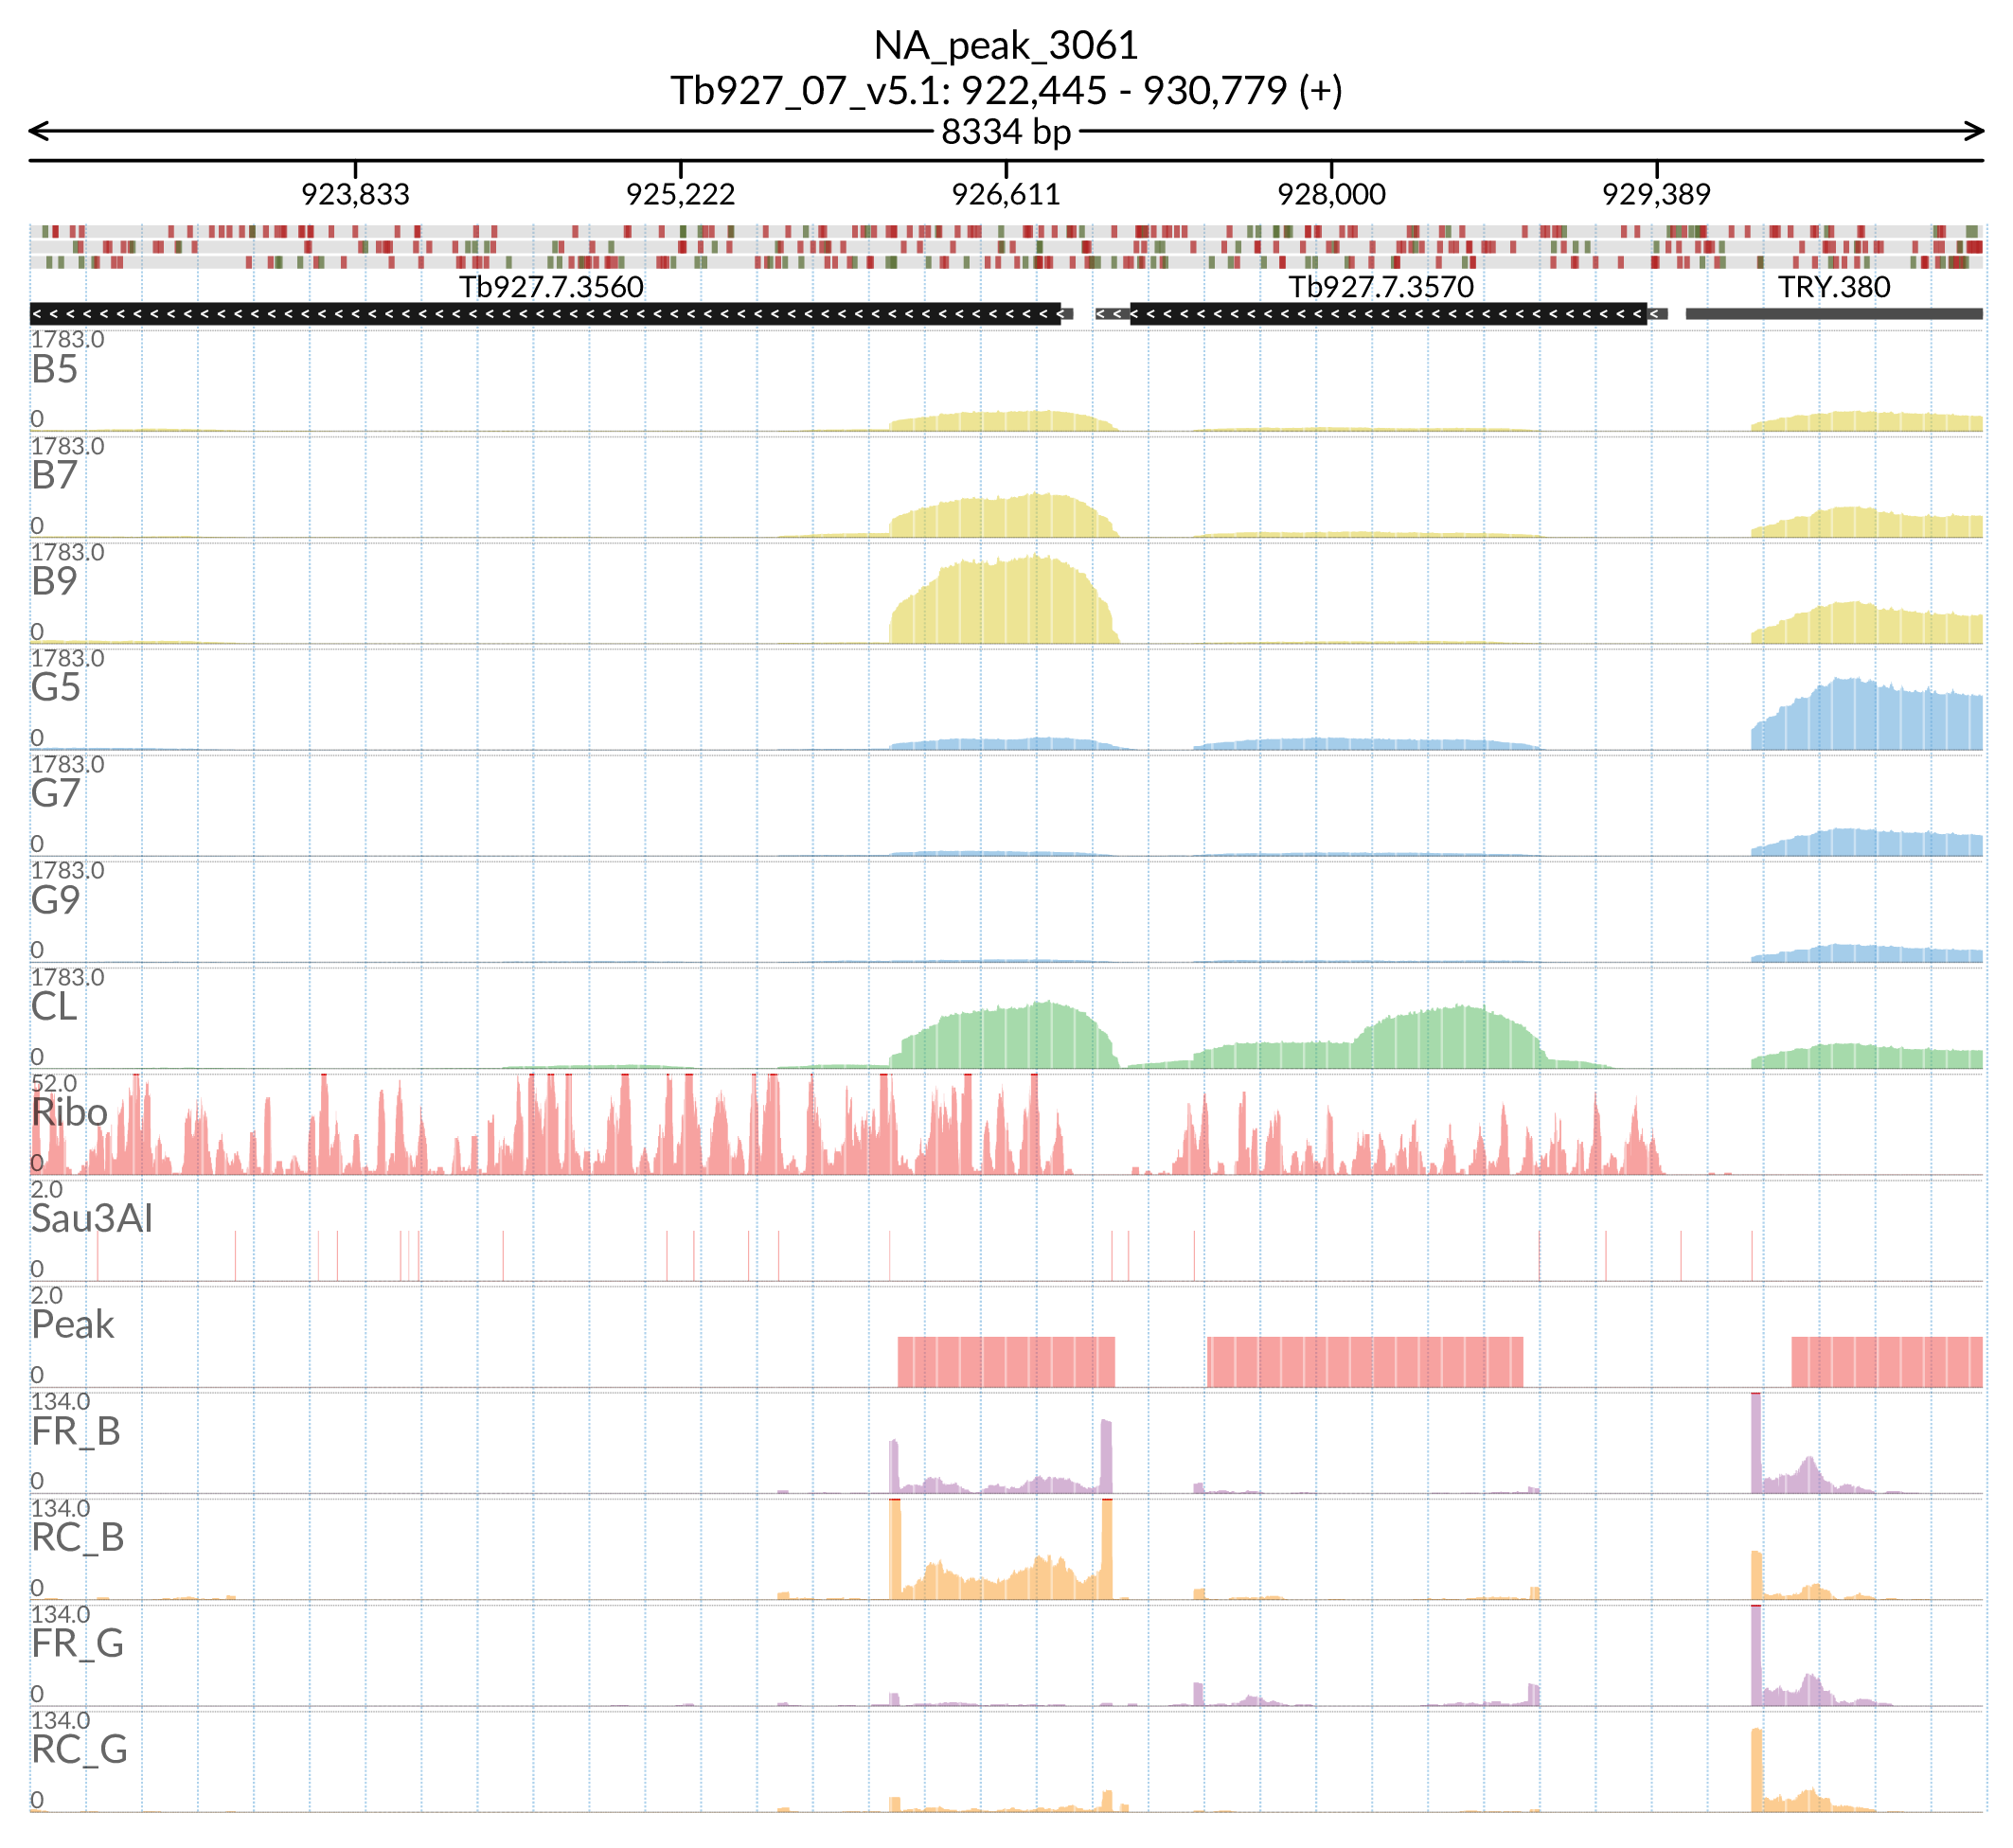 NA_peak_3061
Tb927_07_v5.1: 922,445 - 930,779 (+)
8334 bp
923,833 925,222 926,611 928,000 929,389
Tb927.7.3560 Tb927.7.3570 TRY.380
1783.0
B5
0
1783.0
B7
0
1783.0
B9
0
1783.0
G5
0
1783.0
G7
0
1783.0
G9
0
1783.0
CL
0
52.0
Ribo
0
2.0
Sau3AI
0
2.0
Peak
0
134.0
FR_B
0
134.0
RC_B
0
134.0
FR_G
0
134.0
RC_G
0